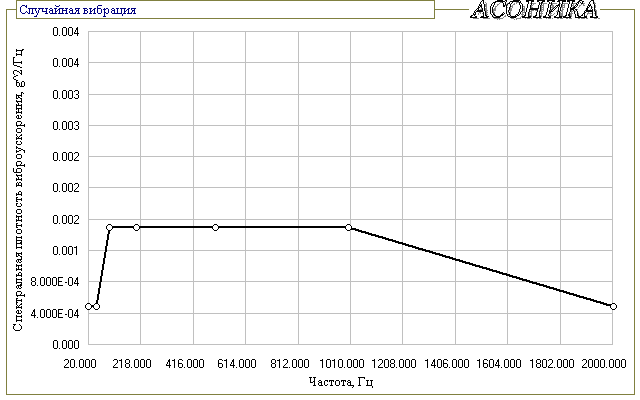 Случайная вибрация
АСОНИКА
Спектральная плотность виброускорения, g^2/Гц
0.004
0.004
0.003
0.003
0.002
0.002
0.002
0.001
8.000E-04
4.000E-04
0.000
20.000 218.000 416.000 614.000 812.000 1010.000 1208.000 1406.000 1604.000 1802.000 2000.000
Частота, Гц